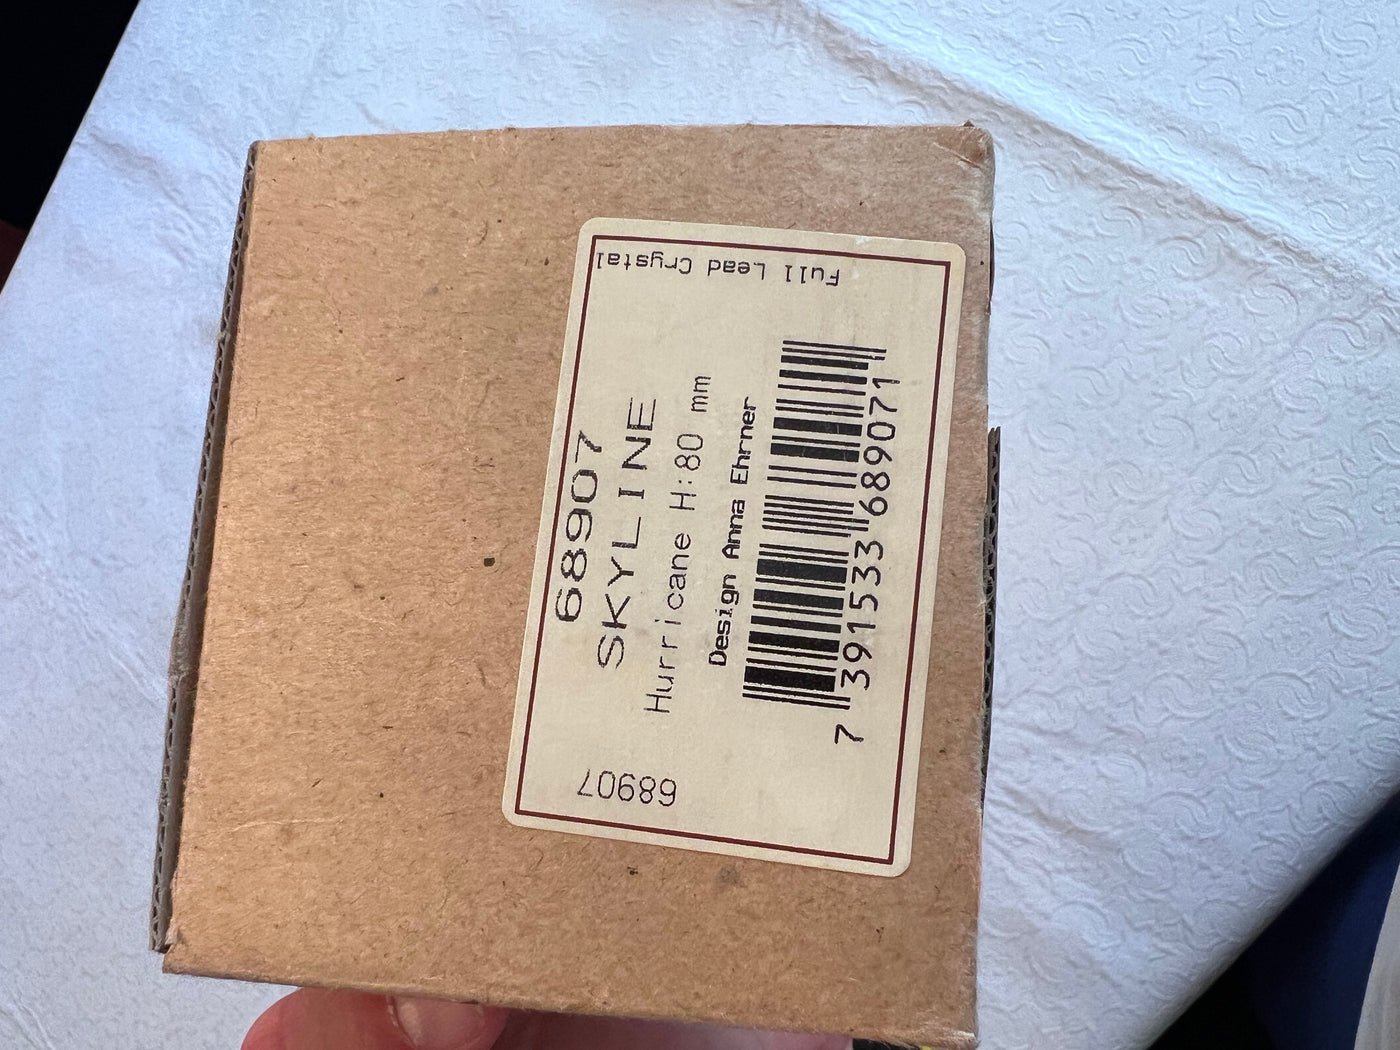 68907
SKYLINE
Hurricane H:80 mm
Design Anna Ehrner
7 391533 689071
68907
Full Lead Crystal